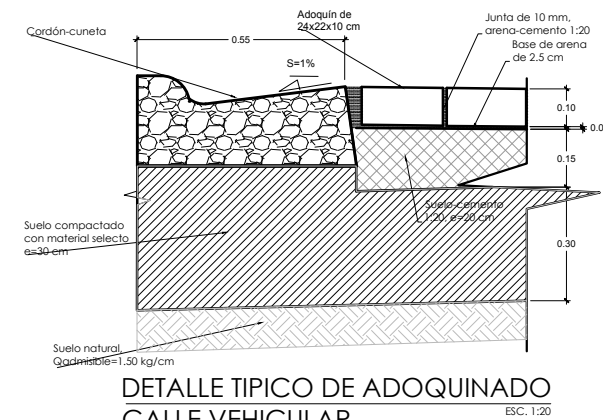 Cordón-cuneta
0.55
S=1%
Adoquín de
24x22x10 cm
Junta de 10 mm,
arena-cemento 1:20
Base de arena
de 2.5 cm
0.10
0.0
0.15
Suelo-cemento
1:20, e=20 cm
0.30
Suelo compactado
con material selecto
e=30 cm
Suelo natural,
Qadmisible=1.50 kg/cm
DETALLE TIPICO DE ADOQUINADO
CALLE VEHICULAR
ESC. 1:20